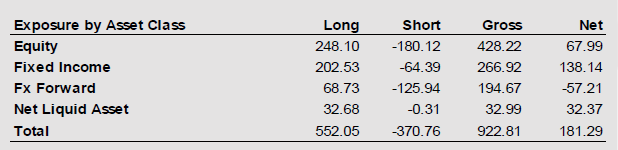 Exposure by Asset Class Long Short Gross Net
Equity 248.10 -180.12 428.22 67.99
Fixed Income 202.53 -64.39 266.92 138.14
Fx Forward 68.73 -125.94 194.67 -57.21
Net Liquid Asset 32.68 -0.31 32.99 32.37
Total 552.05 -370.76 922.81 181.29